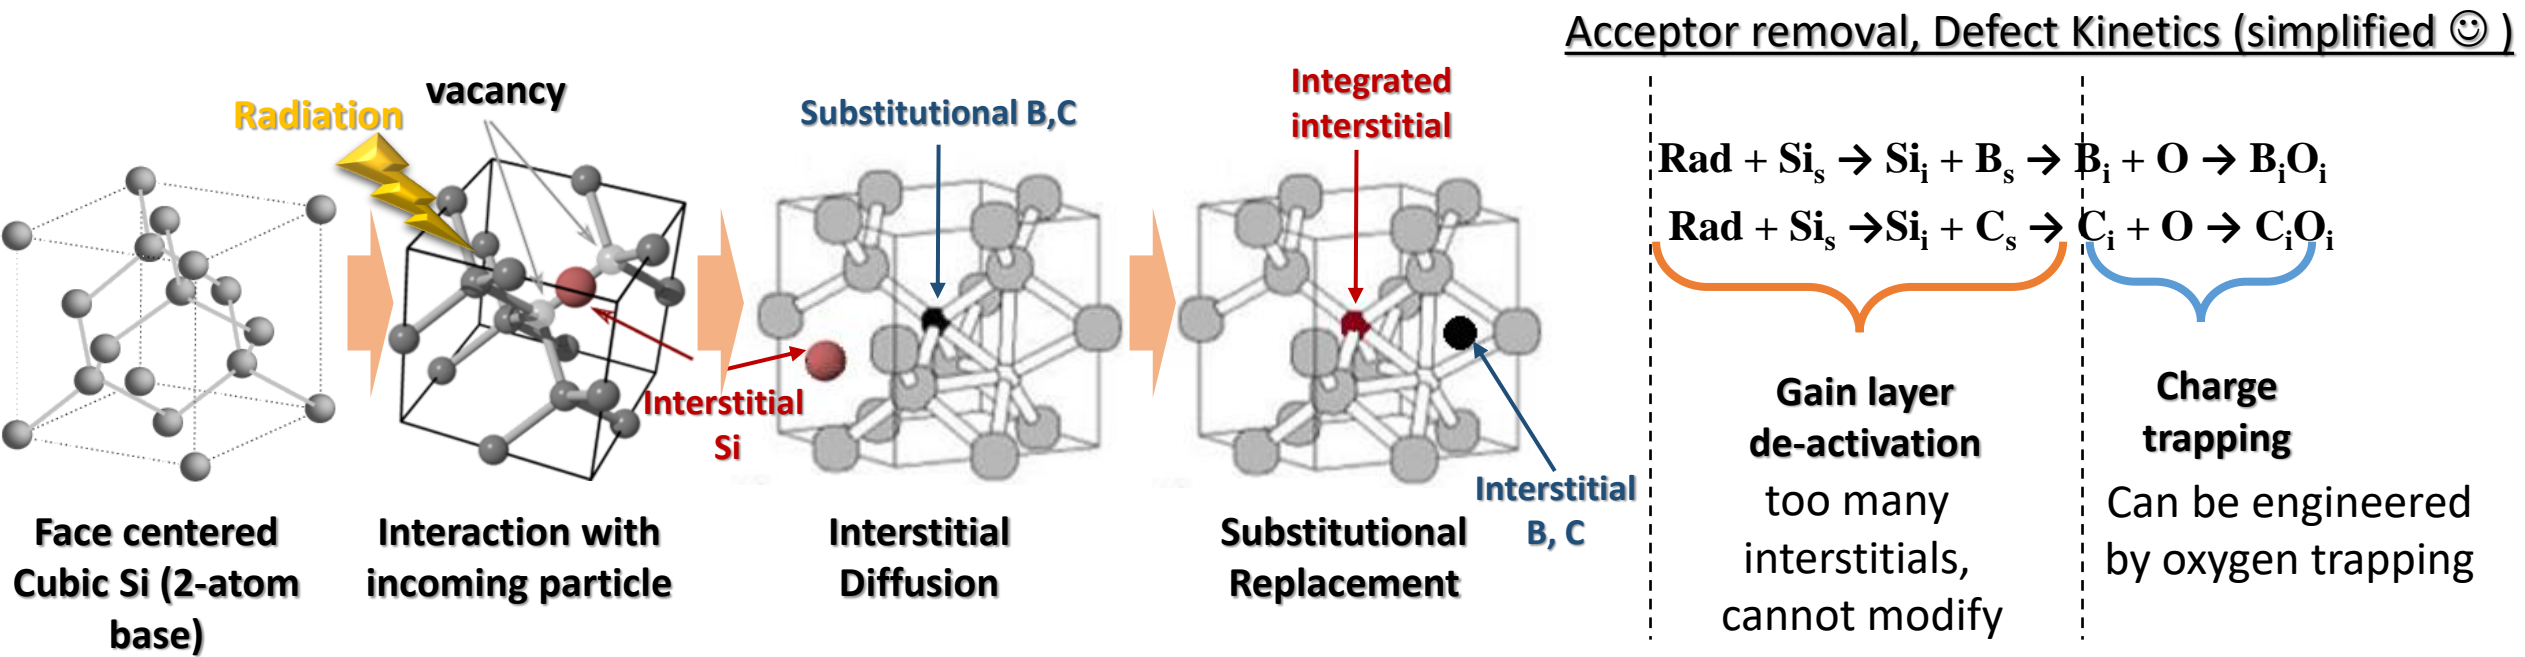 Acceptor removal, Defect Kinetics (simplified ☺ )
Radiation
vacancy
Substitutional B,C
Integrated
interstitial
Interstitial
Si
Interstitial
B, C
Face centered
Cubic Si (2-atom
base)
Interaction with
incoming particle
Interstitial
Diffusion
Substitutional
Replacement
Rad + Siₛ → Siᵢ + Bₛ → Bᵢ + O → BᵢOᵢ
Rad + Siₛ → Siᵢ + Cₛ → Cᵢ + O → CᵢOᵢ
Gain layer
de-activation
too many
interstitials,
cannot modify
Charge
trapping
Can be engineered
by oxygen trapping